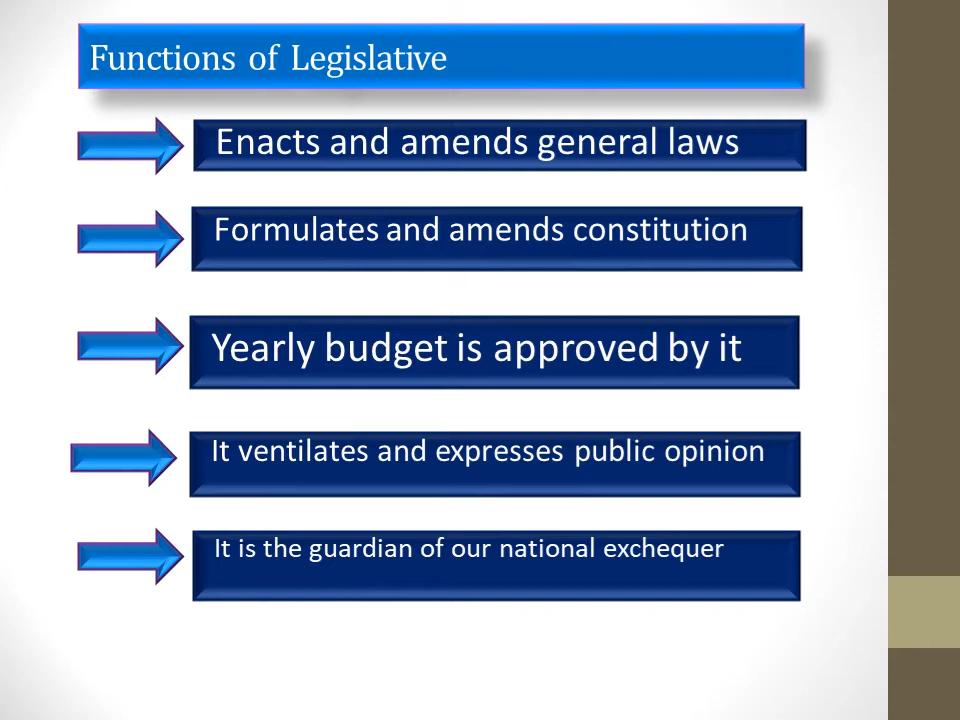 Functions of Legislative
Enacts and amends general laws
Formulates and amends constitution
Yearly budget is approved by it
It ventilates and expresses public opinion
It is the guardian of our national exchequer